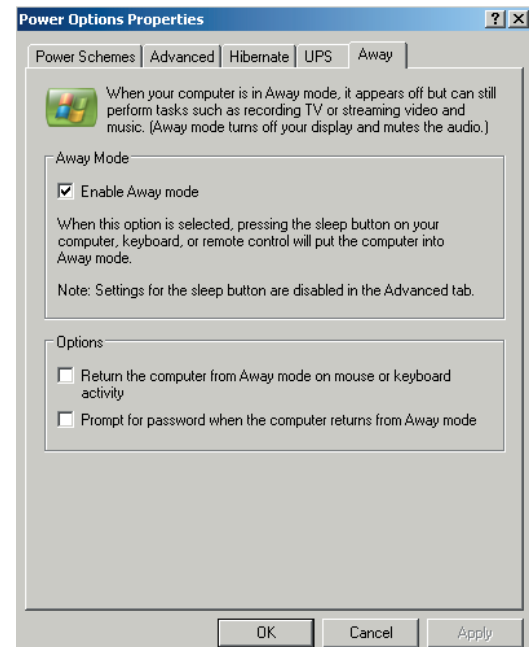 Power Options Properties
Power Schemes Advanced Hibernate UPS Away
When your computer is in Away mode, it appears off but can still
perform tasks such as recording TV or streaming video and
music. (Away mode turns off your display and mutes the audio.)
Away Mode
Enable Away mode
When this option is selected, pressing the sleep button on your
computer, keyboard, or remote control will put the computer into
Away mode.
Note: Settings for the sleep button are disabled in the Advanced tab.
Options
Return the computer from Away mode on mouse or keyboard
activity
Prompt for password when the computer returns from Away mode
OK Cancel Apply